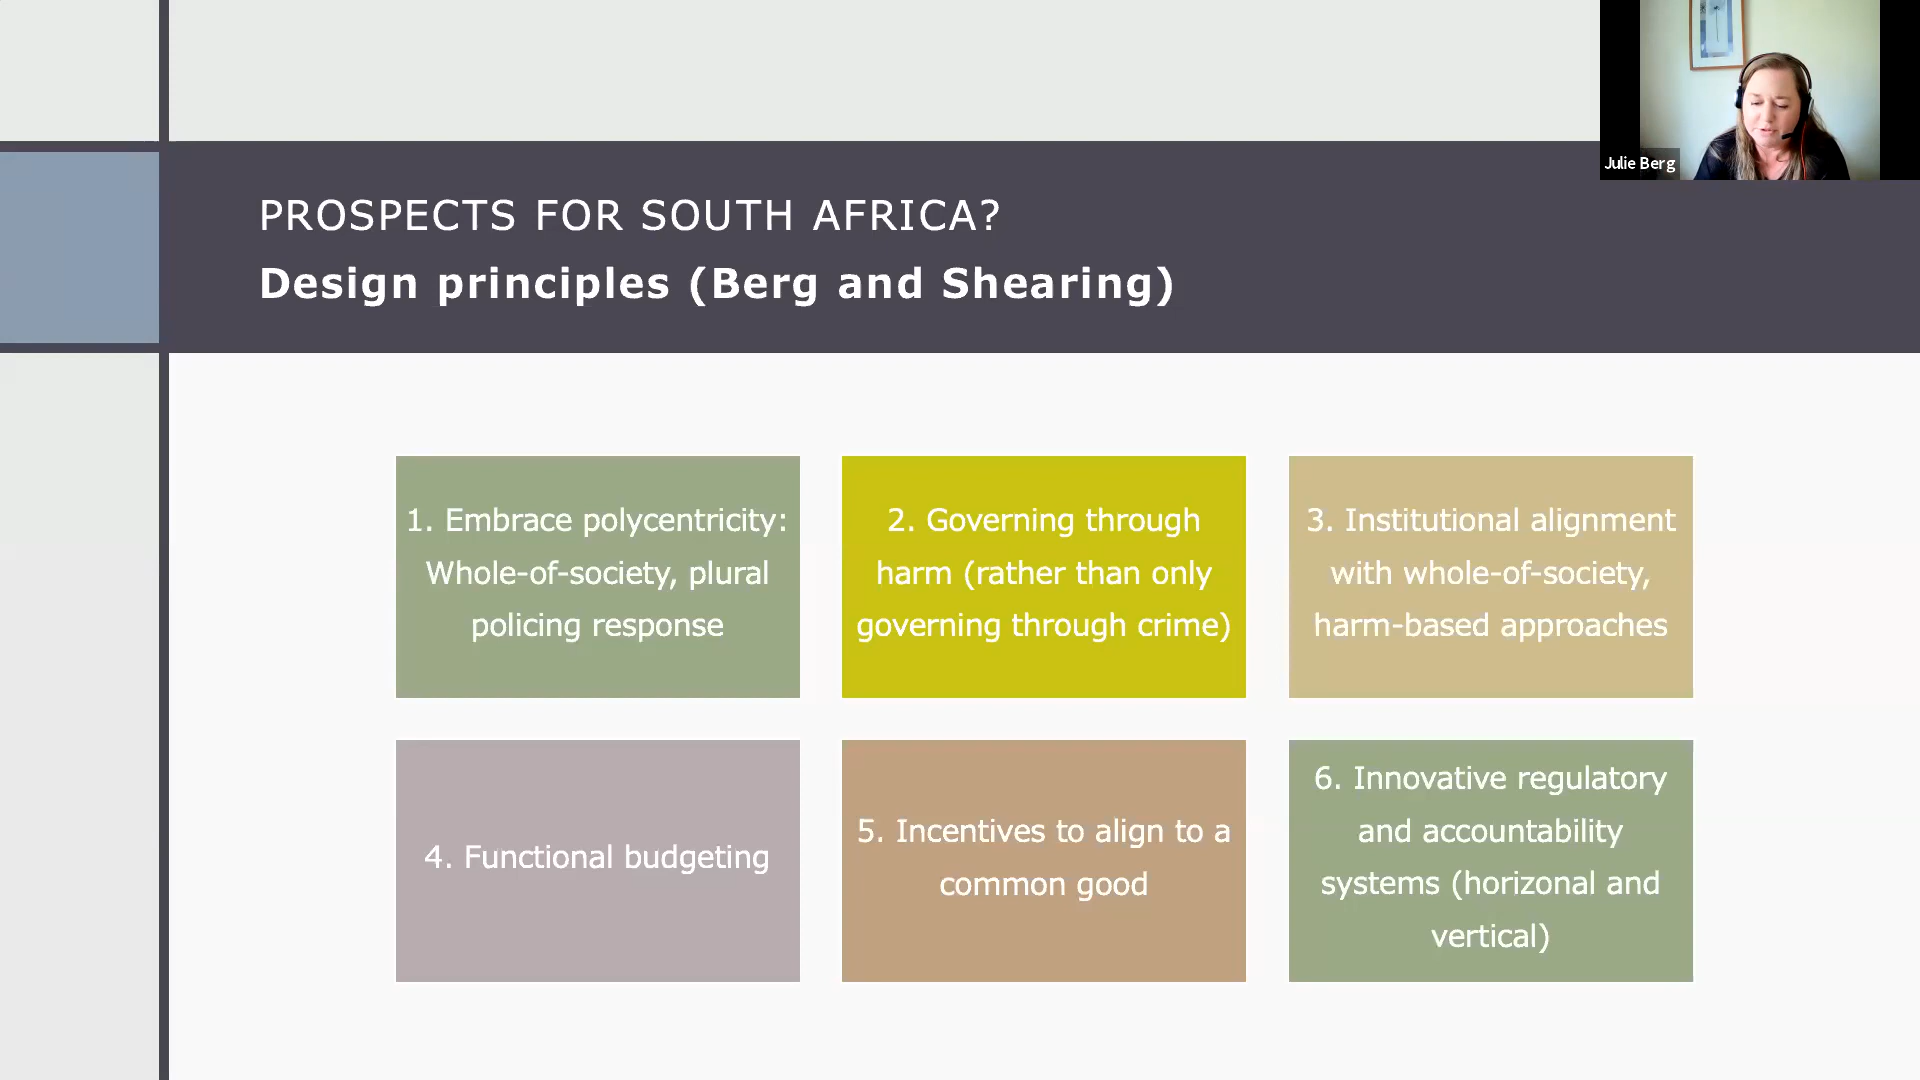 Julie Berg
PROSPECTS FOR SOUTH AFRICA?
Design principles (Berg and Shearing)
1. Embrace polycentricity:
Whole-of-society, plural
policing response
2. Governing through
harm (rather than only
governing through crime)
3. Institutional alignment
with whole-of-society,
harm-based approaches
4. Functional budgeting
5. Incentives to align to a
common good
6. Innovative regulatory
and accountability
systems (horizonal and
vertical)